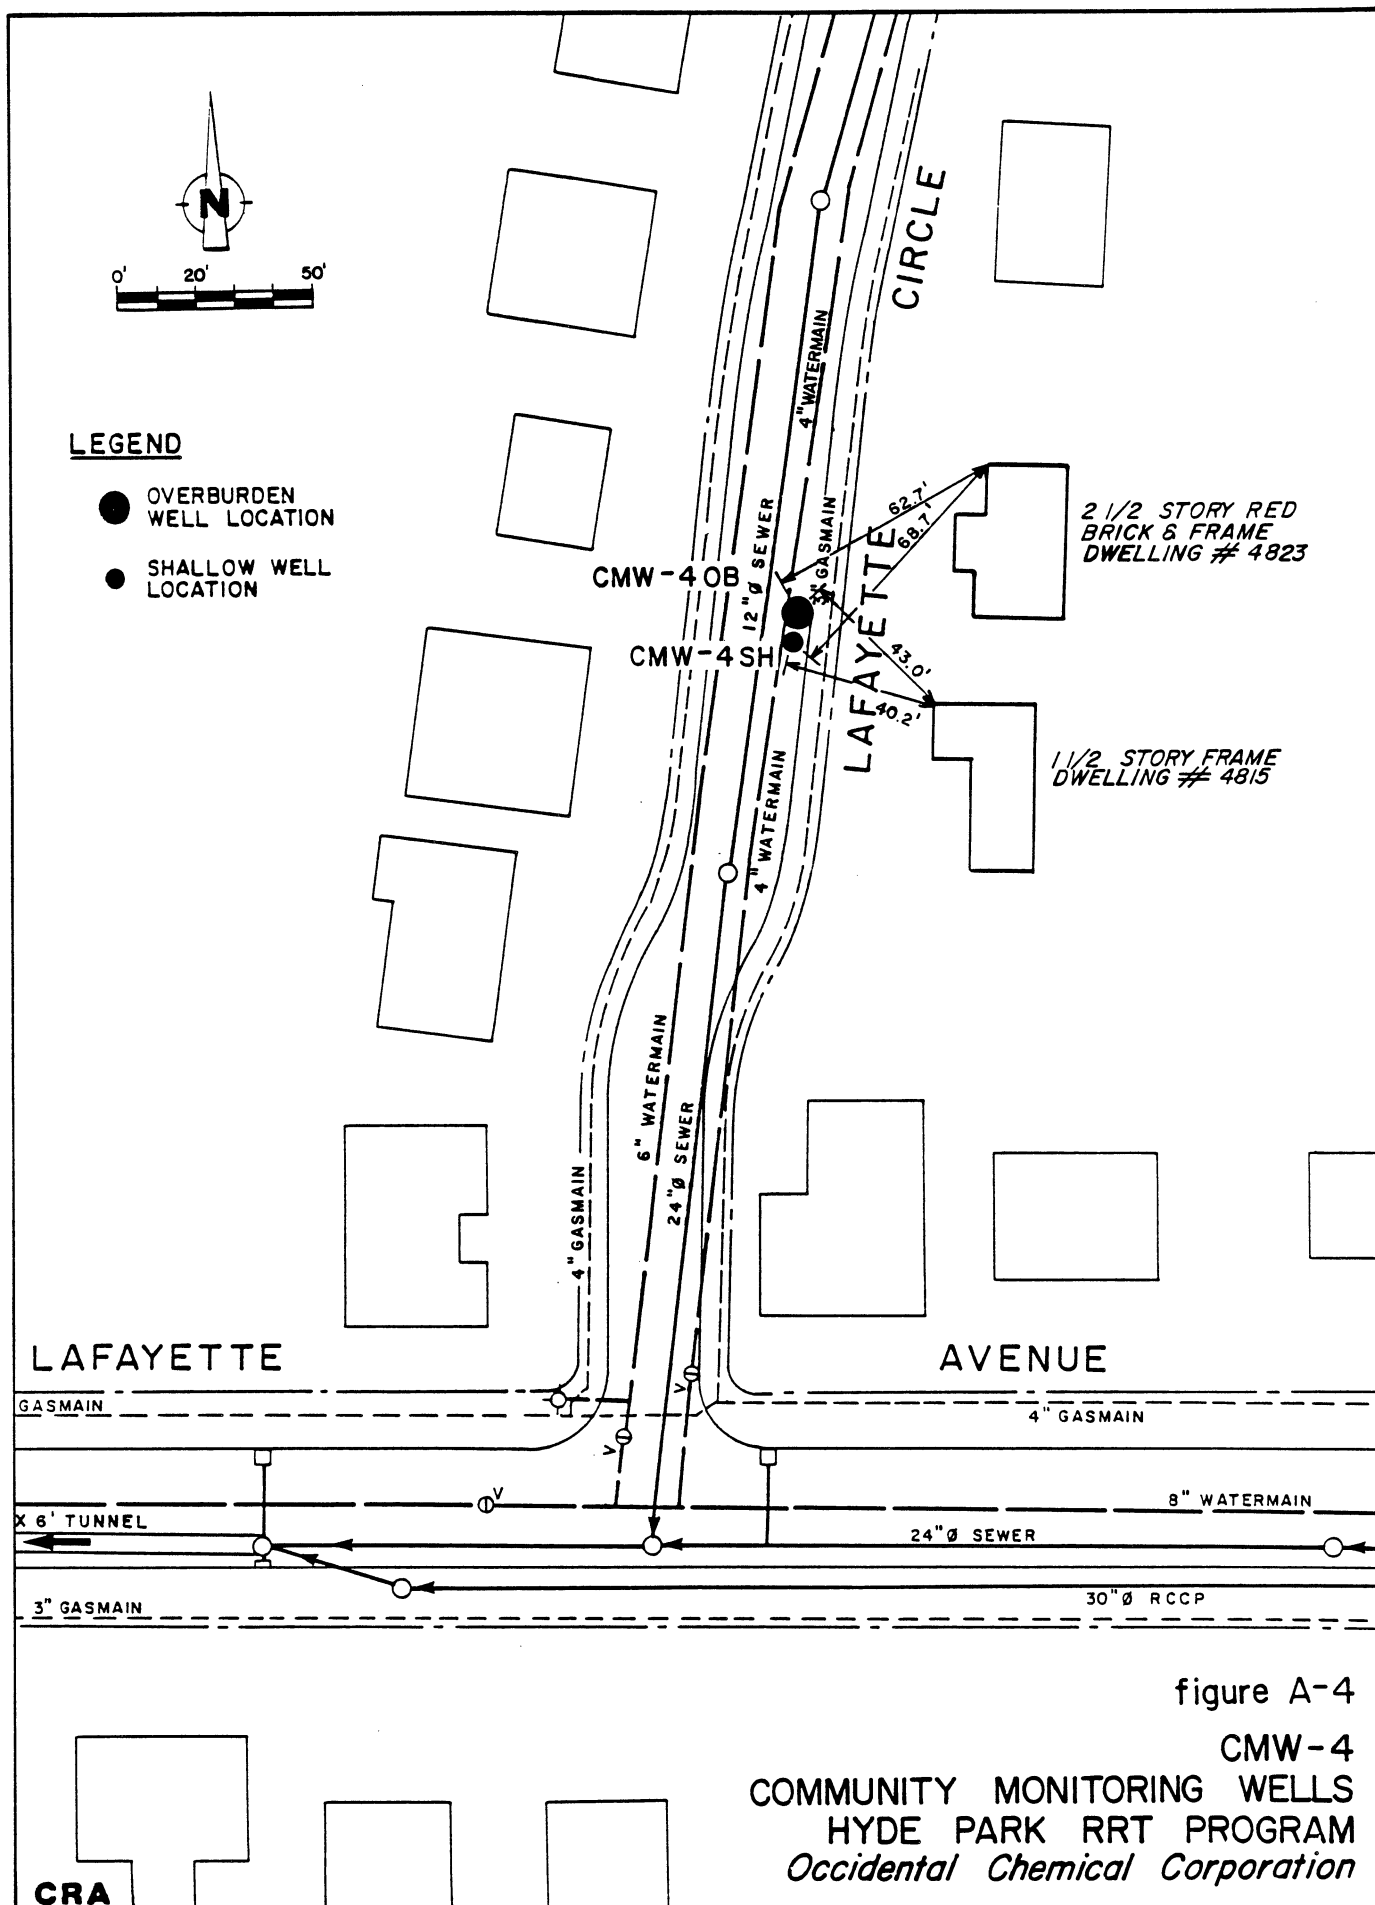 N
0' 20' 50'
CIRCLE
4" WATERMAIN
LEGEND
OVERBURDEN
WELL LOCATION
SHALLOW WELL
LOCATION
62.7'
68.7'
2 1/2 STORY RED
BRICK & FRAME
DWELLING # 4823
12"Ø SEWER
3" GASMAIN
LAFAYETTE
CMW-4 OB
CMW-4 SH
43.0'
40.2'
1 1/2 STORY FRAME
DWELLING # 4815
4" WATERMAIN
6" WATERMAIN
24"Ø SEWER
4" GASMAIN
LAFAYETTE AVENUE
GASMAIN
4" GASMAIN
V
V
V
8" WATERMAIN
X 6' TUNNEL
24"Ø SEWER
30"Ø RCCP
3" GASMAIN
figure A-4
CMW-4
COMMUNITY MONITORING WELLS
HYDE PARK RRT PROGRAM
Occidental Chemical Corporation
CRA